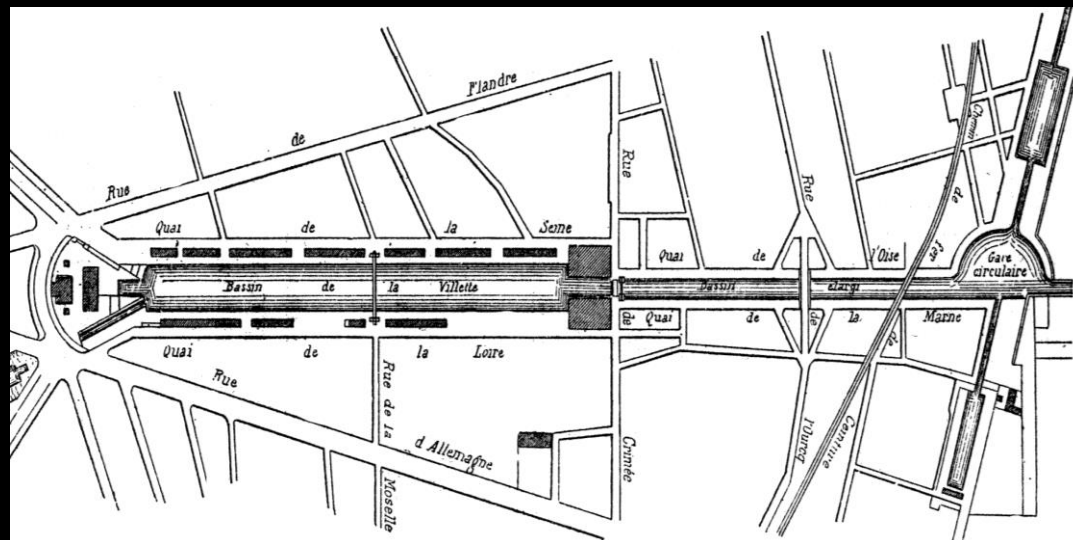 Rue de Flandre
Quai de la Seine
Bassin de la Villette
Quai de la Loire
Rue d'Allemagne
Rue de la Moselle
Rue de Crimée
Quai de l'Oise
Bassin élargi
Quai de la Marne
Rue de l'Ourcq
Chemin de Fer de Ceinture
Gare
circulaire